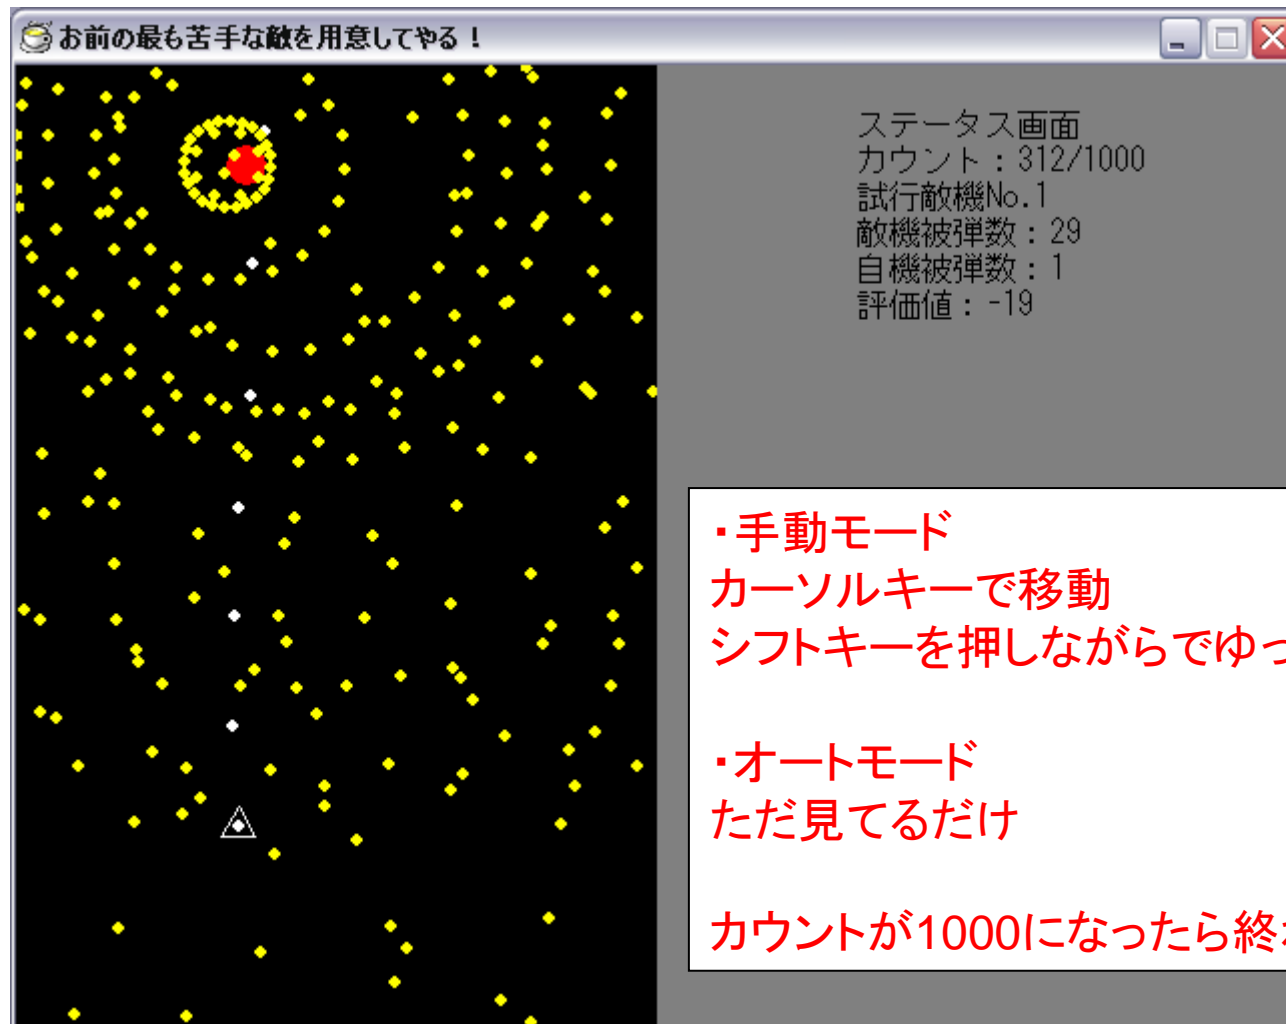 お前の最も苦手な敵を用意してやる！
ステータス画面
カウント：312/1000
試行敵機No.1
敵機被弾数：29
自機被弾数：1
評価値：-19
・手動モード
カーソルキーで移動
シフトキーを押しながらでゆっ
・オートモード
ただ見てるだけ
カウントが1000になったら終